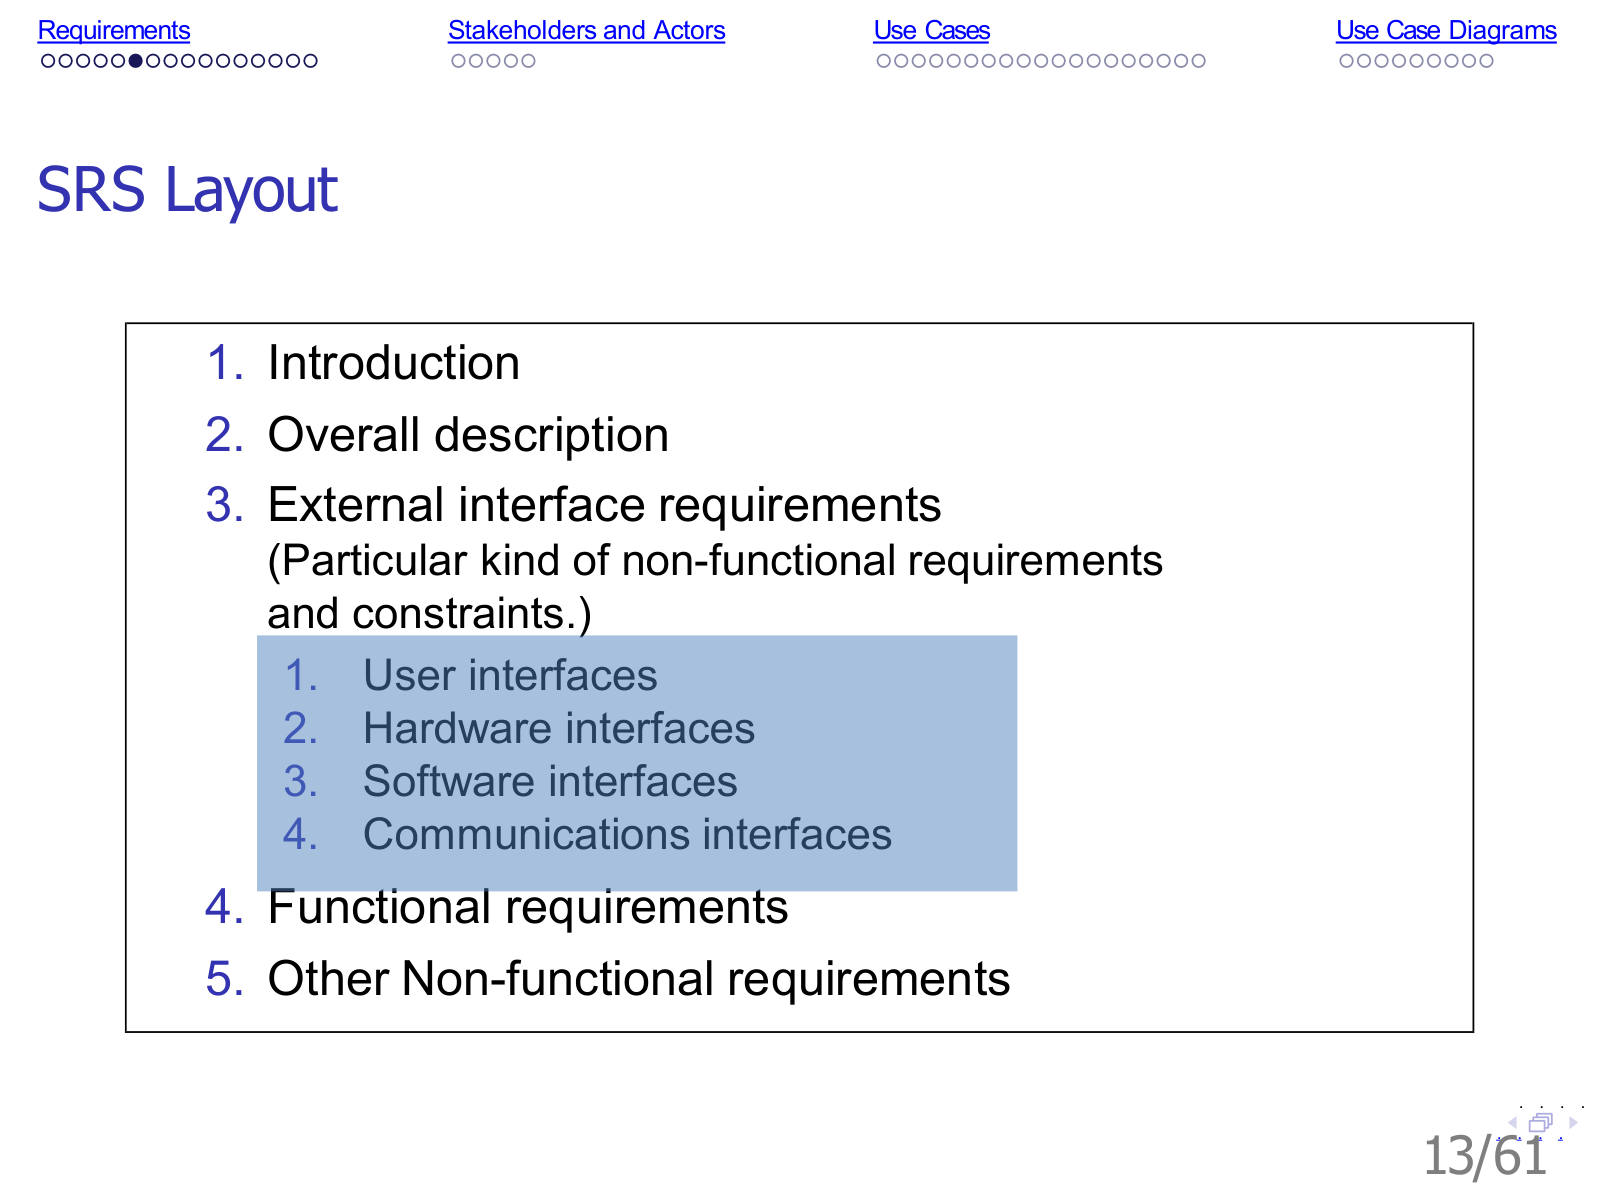 Requirements Stakeholders and Actors Use Cases Use Case Diagrams
SRS Layout
1. Introduction
2. Overall description
3. External interface requirements
(Particular kind of non-functional requirements
and constraints.)
1. User interfaces
2. Hardware interfaces
3. Software interfaces
4. Communications interfaces
4. Functional requirements
5. Other Non-functional requirements
13/61